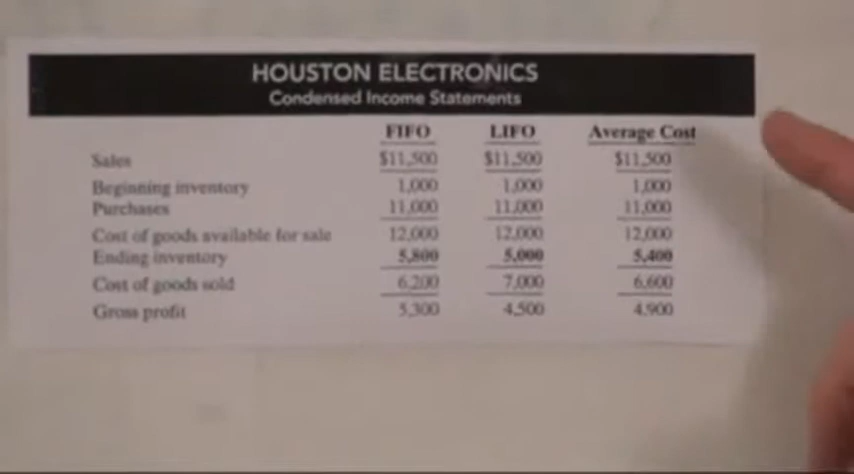 HOUSTON ELECTRONICS
Condensed Income Statements
FIFO LIFO Average Cost
Sales $11,500 $11,500 $11,500
Beginning inventory 1,000 1,000 1,000
Purchases 11,000 11,000 11,000
Cost of goods available for sale 12,000 12,000 12,000
Ending inventory 5,800 5,000 5,400
Cost of goods sold 6,200 7,000 6,600
Gross profit 5,300 4,500 4,900